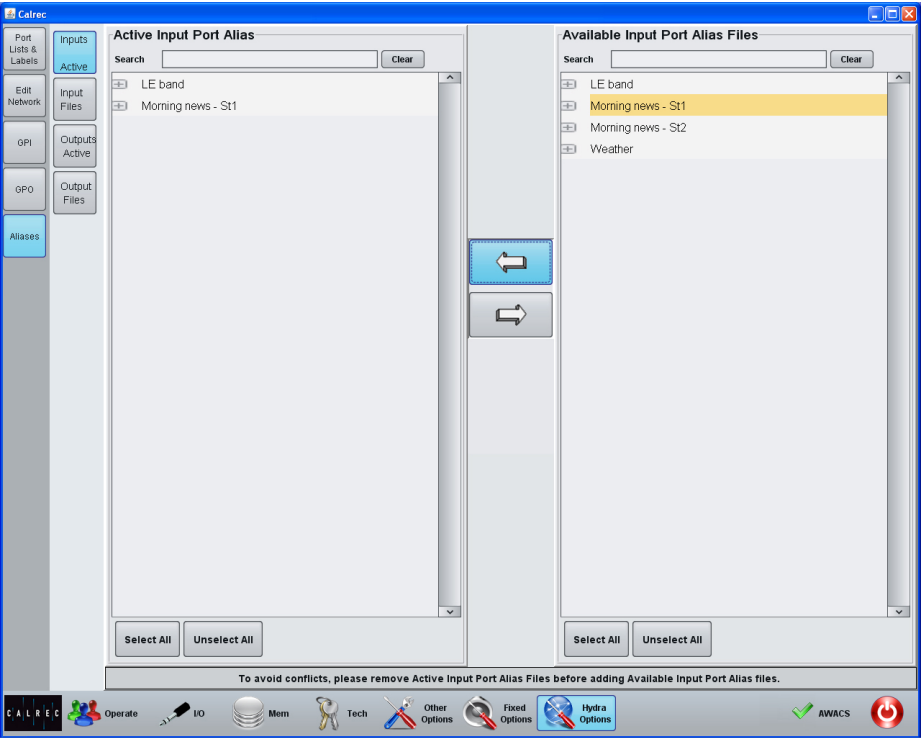 Calrec
Port
Lists &
Labels
Edit
Network
GPI
GPO
Aliases
Inputs
Active
Input
Files
Outputs
Active
Output
Files
Active Input Port Alias
Search
Clear
LE band
Morning news - St1
Select All
Unselect All
Available Input Port Alias Files
Search
Clear
LE band
Morning news - St1
Morning news - St2
Weather
Select All
Unselect All
To avoid conflicts, please remove Active Input Port Alias Files before adding Available Input Port Alias files.
CALREC
Operate
I/O
Mem
Tech
Other
Options
Fixed
Options
Hydra
Options
AWACS